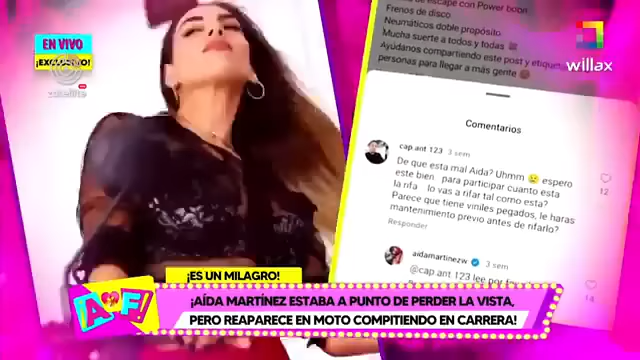 EN VIVO
¡EXCLUSIVO!
satélite
escape con Power boom
Frenos de disco
Neumáticos doble propósito
Mucha suerte a todos y todas
Ayúdanos compartiendo este post y
personas para llegar a más gente
willax
Comentarios
cap.ant 123 3 sem
De que esta mal Aida? Uhmm 😢 espero
este bien para participar cuanto esta
la rifa lo vas a rifar tal como esta?
Parece que tiene viniles pegados, le haras
mantenimiento previo antes de rifarlo?
12
Responder
aidamartinezw 3 sem
@cap.ant 123 lee por
¡ES UN MILAGRO!
A F!
¡AÍDA MARTÍNEZ ESTABA A PUNTO DE PERDER LA VISTA,
PERO REAPARECE EN MOTO COMPITIENDO EN CARRERA!